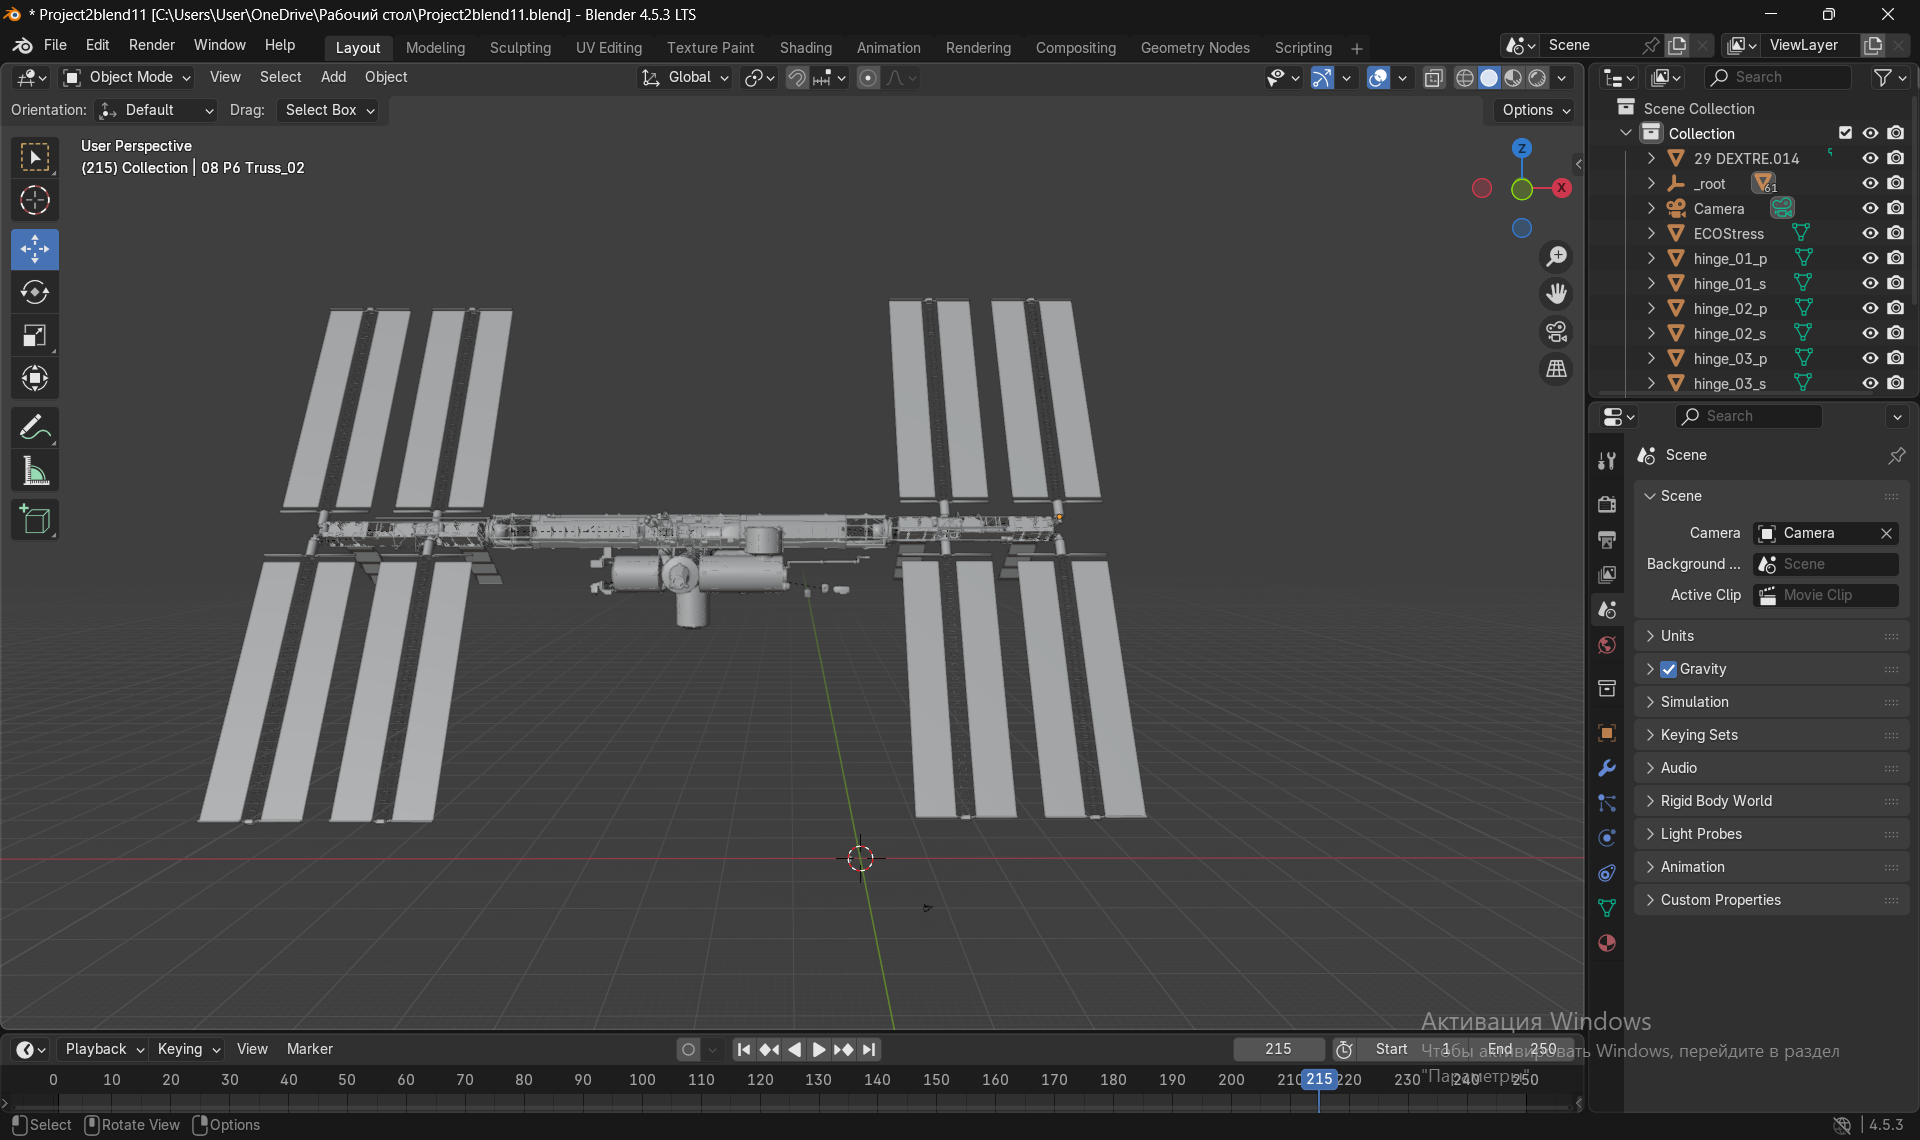 * Project2blend11 [C:\Users\User\OneDrive\Рабочий стол\Project2blend11.blend] - Blender 4.5.3 LTS
File Edit Render Window Help Layout Modeling Sculpting UV Editing Texture Paint Shading Animation Rendering Compositing Geometry Nodes Scripting + Scene ViewLayer
Object Mode View Select Add Object Global Search
Orientation: Default Drag: Select Box Options
User Perspective
(215) Collection | 08 P6 Truss_02
Z
X
Scene Collection
Collection
29 DEXTRE.014
_root 61
Camera
ECOStress
hinge_01_p
hinge_01_s
hinge_02_p
hinge_02_s
hinge_03_p
hinge_03_s
Search
Scene
Scene
Camera Camera
Background ... Scene
Active Clip Movie Clip
Units
Gravity
Simulation
Keying Sets
Audio
Rigid Body World
Light Probes
Animation
Custom Properties
Активация Windows
Чтобы активировать Windows, перейдите в раздел
"Параметры".
Playback Keying View Marker 215 Start 1 End 250
0 10 20 30 40 50 60 70 80 90 100 110 120 130 140 150 160 170 180 190 200 210 215 220 230 240 250
Select Rotate View Options 4.5.3